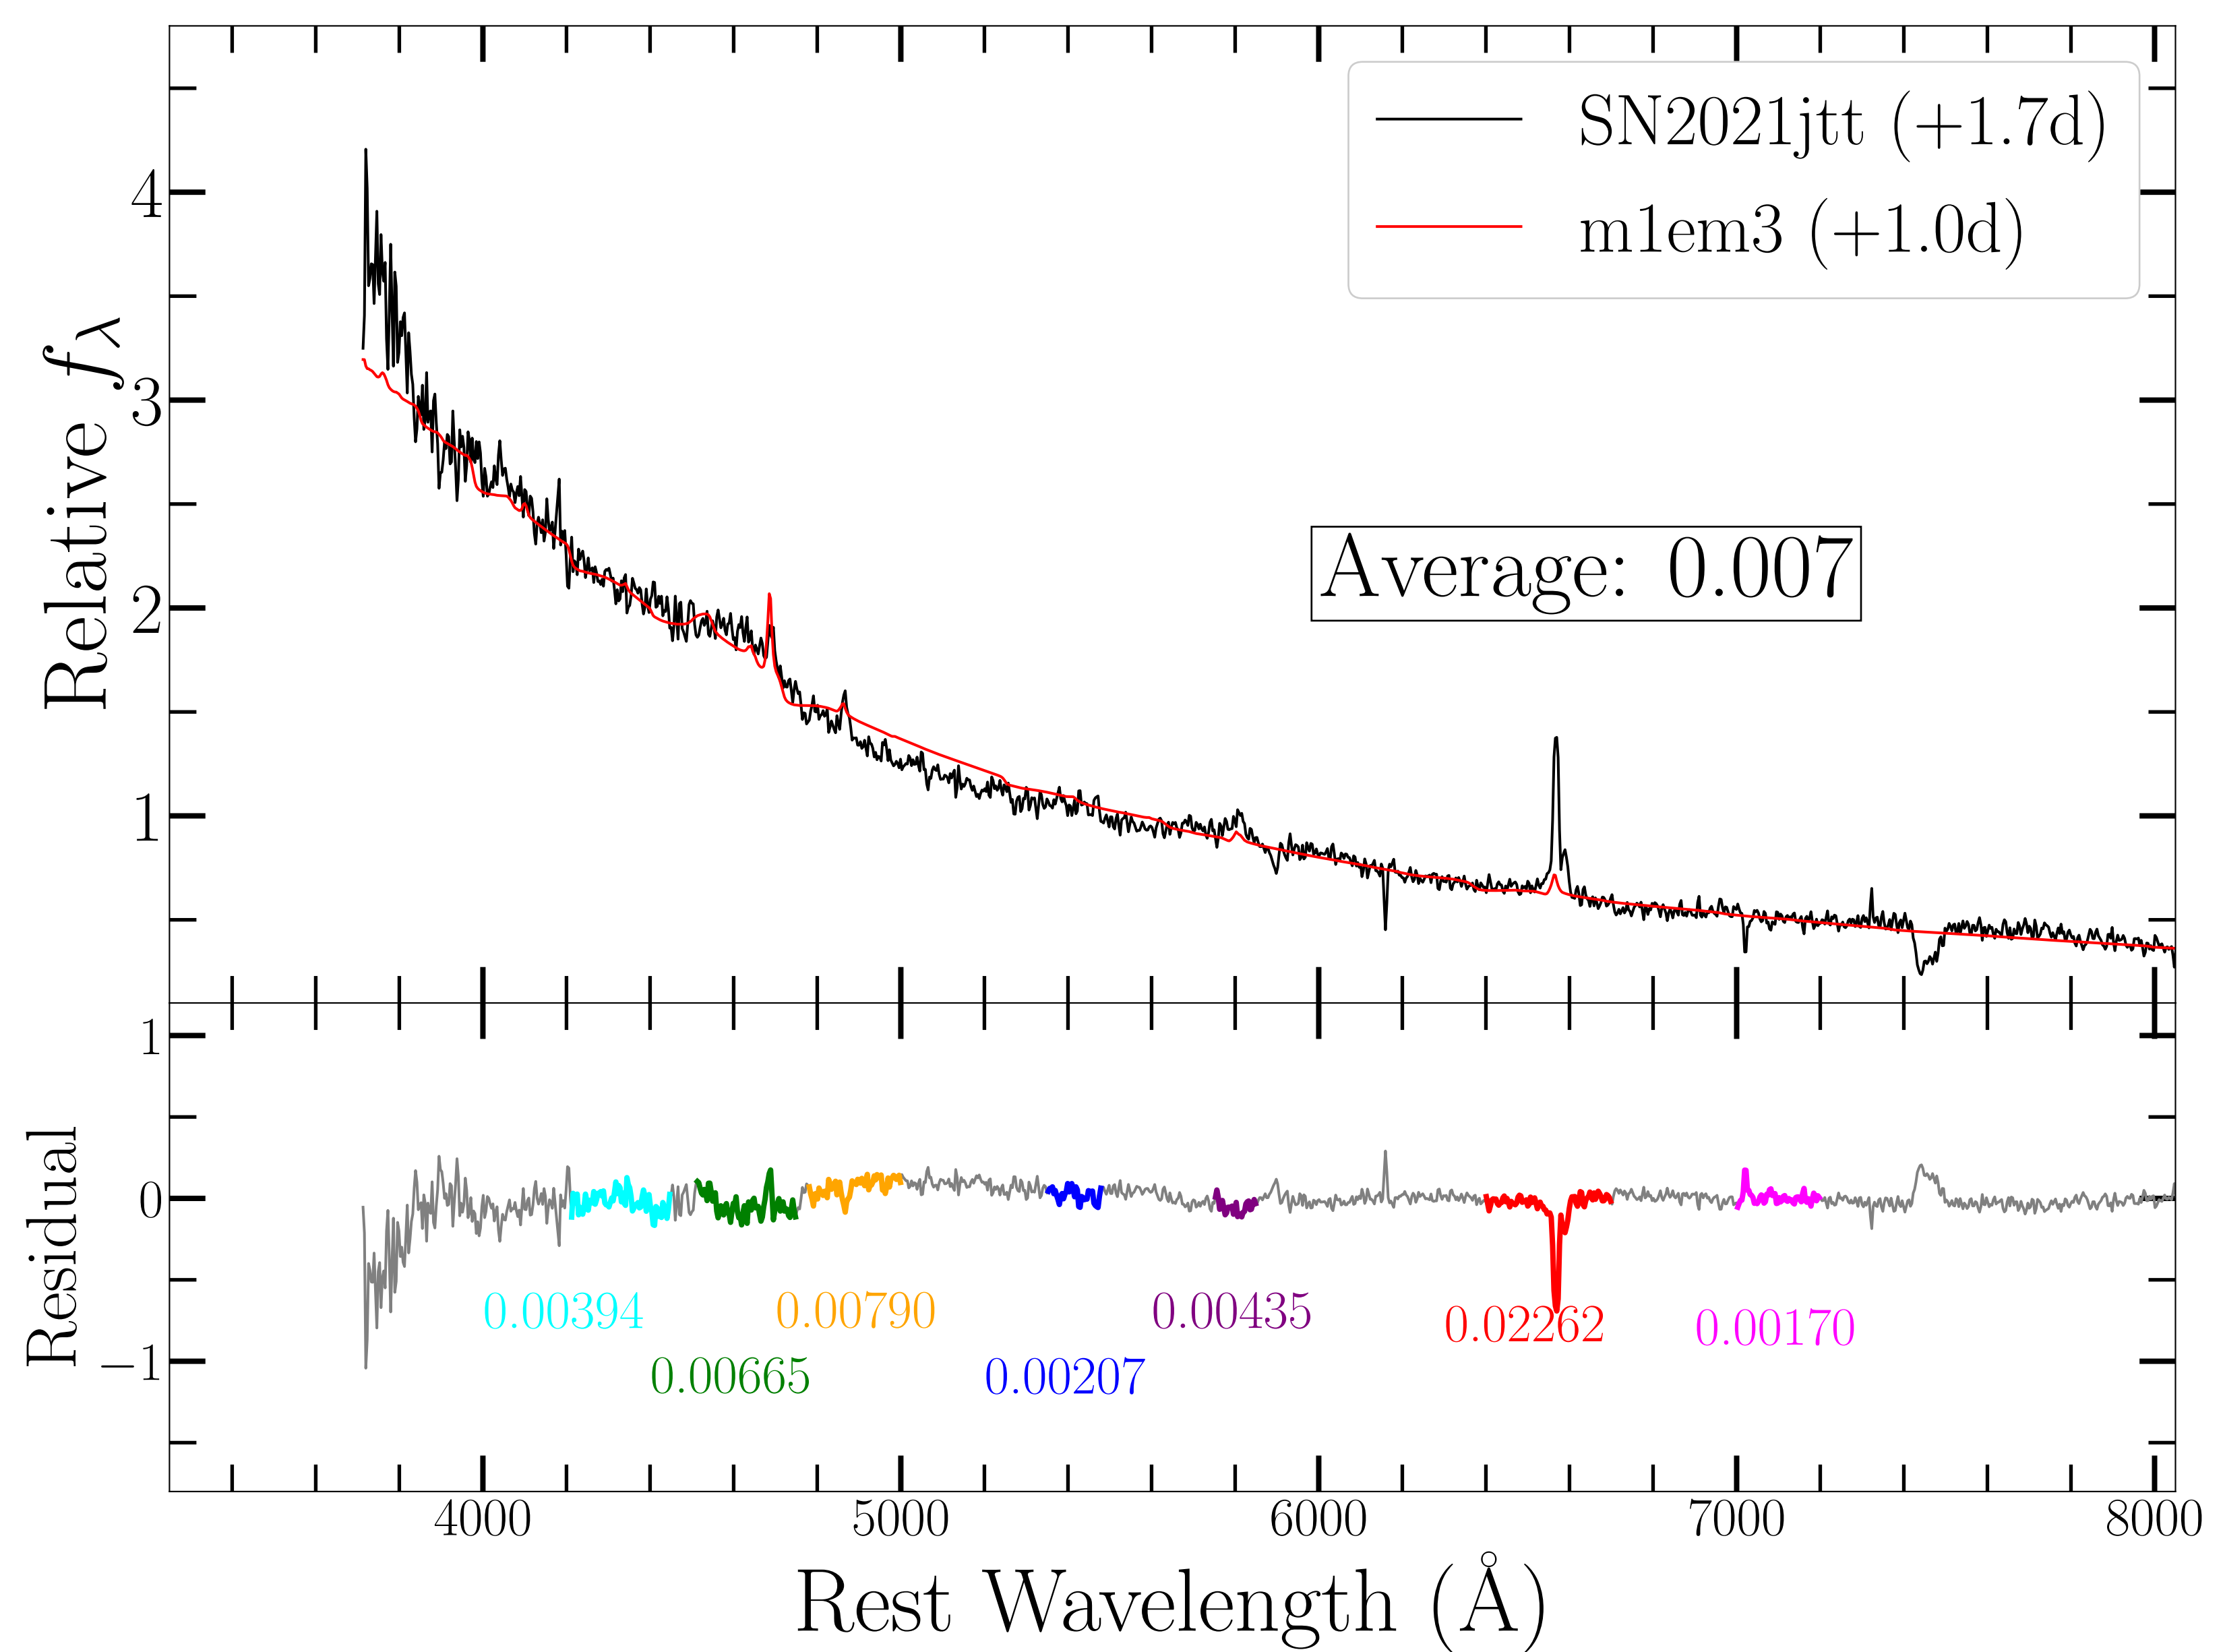 SN2021jtt (+1.7d)
m1em3 (+1.0d)
4
3
2
1
Relative fλ
Average: 0.007
1
0
−1
Residual
0.00394
0.00790
0.00435
0.02262
0.00170
0.00665
0.00207
4000 5000 6000 7000 8000
Rest Wavelength (Å)